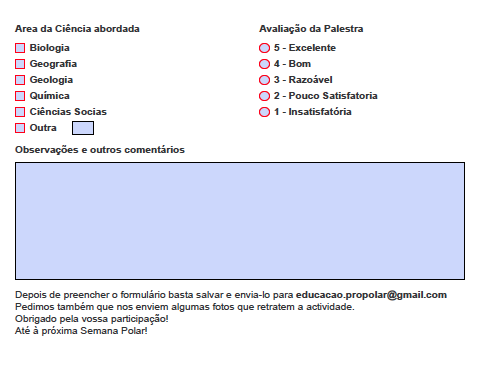 Area da Ciência abordada
Biologia
Geografia
Geologia
Química
Ciências Socias
Outra
Avaliação da Palestra
5 - Excelente
4 - Bom
3 - Razoável
2 - Pouco Satisfatoria
1 - Insatisfatória
Observações e outros comentários
Depois de preencher o formulário basta salvar e envia-lo para educacao.propolar@gmail.com
Pedimos também que nos enviem algumas fotos que retratem a actividade.
Obrigado pela vossa participação!
Até à próxima Semana Polar!